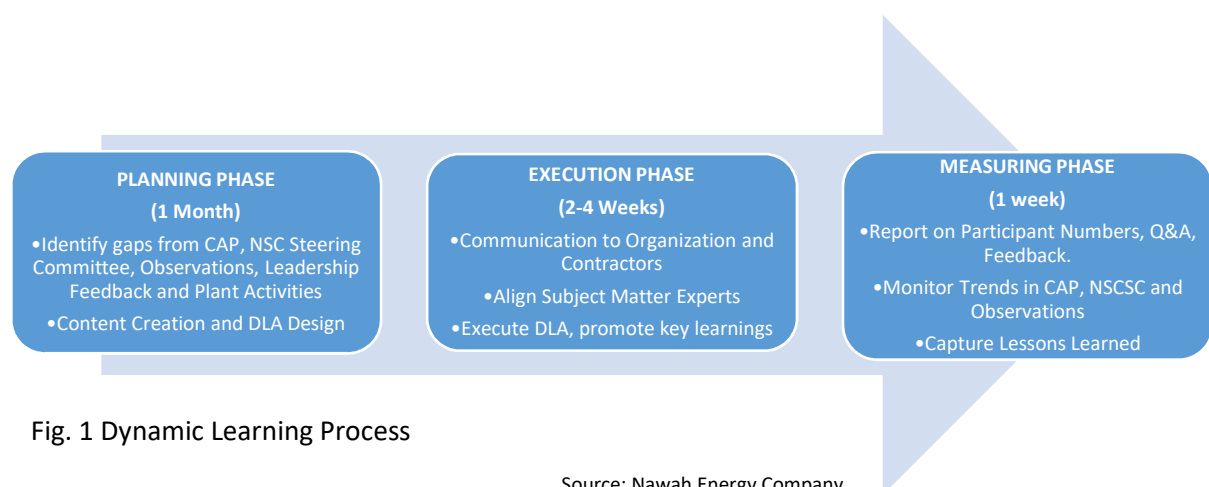 PLANNING PHASE
(1 Month)
•Identify gaps from CAP, NSC Steering
Committee, Observations, Leadership
Feedback and Plant Activities
•Content Creation and DLA Design
EXECUTION PHASE
(2-4 Weeks)
•Communication to Organization and
Contractors
•Align Subject Matter Experts
•Execute DLA, promote key learnings
MEASURING PHASE
(1 week)
•Report on Participant Numbers, Q&A,
Feedback.
•Monitor Trends in CAP, NSCSC and
Observations
•Capture Lessons Learned
Fig. 1 Dynamic Learning Process
Source: Nawah Energy Company